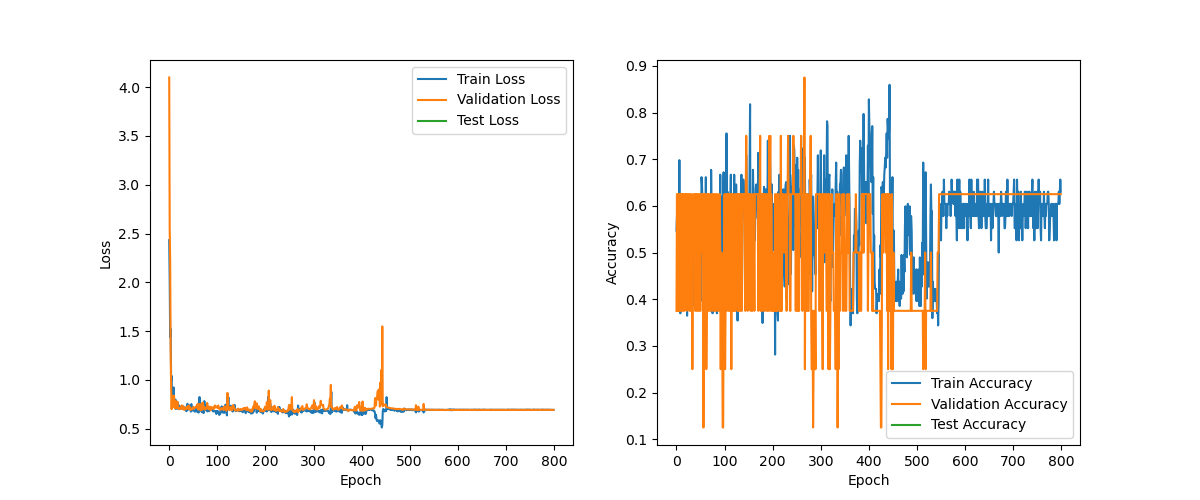 4.0
3.5
3.0
2.5
2.0
1.5
1.0
0.5
Loss
0 100 200 300 400 500 600 700 800
Epoch
Train Loss
Validation Loss
Test Loss
0.9
0.8
0.7
0.6
0.5
0.4
0.3
0.2
0.1
Accuracy
0 100 200 300 400 500 600 700 800
Epoch
Train Accuracy
Validation Accuracy
Test Accuracy